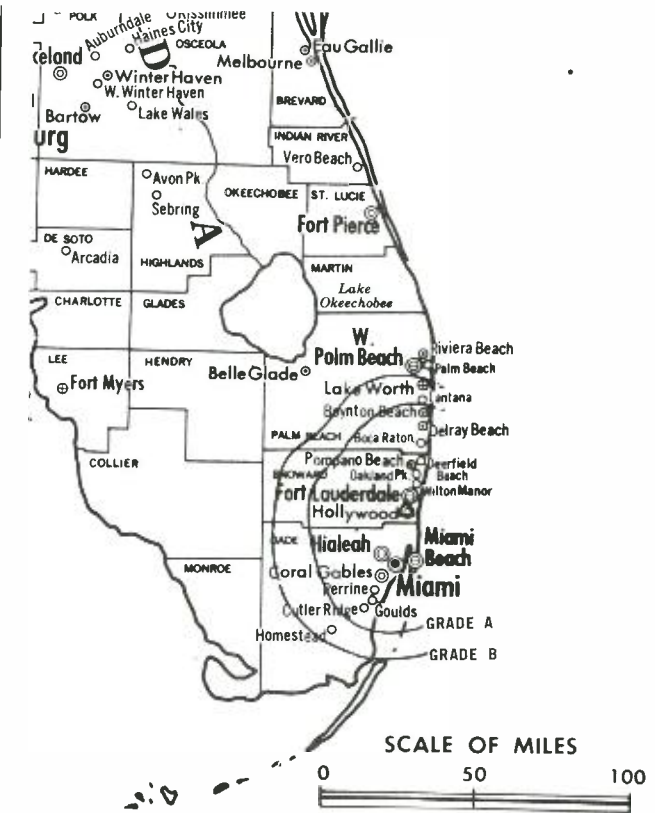 POLK
Kissimmee
Auburndale
Haines City
OSCEOLA
D
eland
Winter Haven
W. Winter Haven
Bartow
Lake Wales
urg
Eau Gallie
Melbourne
BREVARD
INDIAN RIVER
Vero Beach
HARDEE
Avon Pk
Sebring
OKEECHOBEE
ST. LUCIE
Fort Pierce
A
DE SOTO
Arcadia
HIGHLANDS
MARTIN
Lake
Okeechobee
CHARLOTTE
GLADES
W.
Palm Beach
Riviera Beach
Palm Beach
LEE
HENDRY
Belle Glade
Fort Myers
Lake Worth
Lantana
Boynton Beach
Delray Beach
PALM BEACH
Boca Raton
COLLIER
Pompano Beach
Deerfield
Beach
BROWARD
Oakland Pk.
Fort Lauderdale
Wilton Manor
Hollywood
DADE
Hialeah
Miami
Beach
MONROE
Coral Gables
Miami
Perrine
Cutler Ridge
Goulds
Homestead
GRADE A
GRADE B
SCALE OF MILES
0 50 100